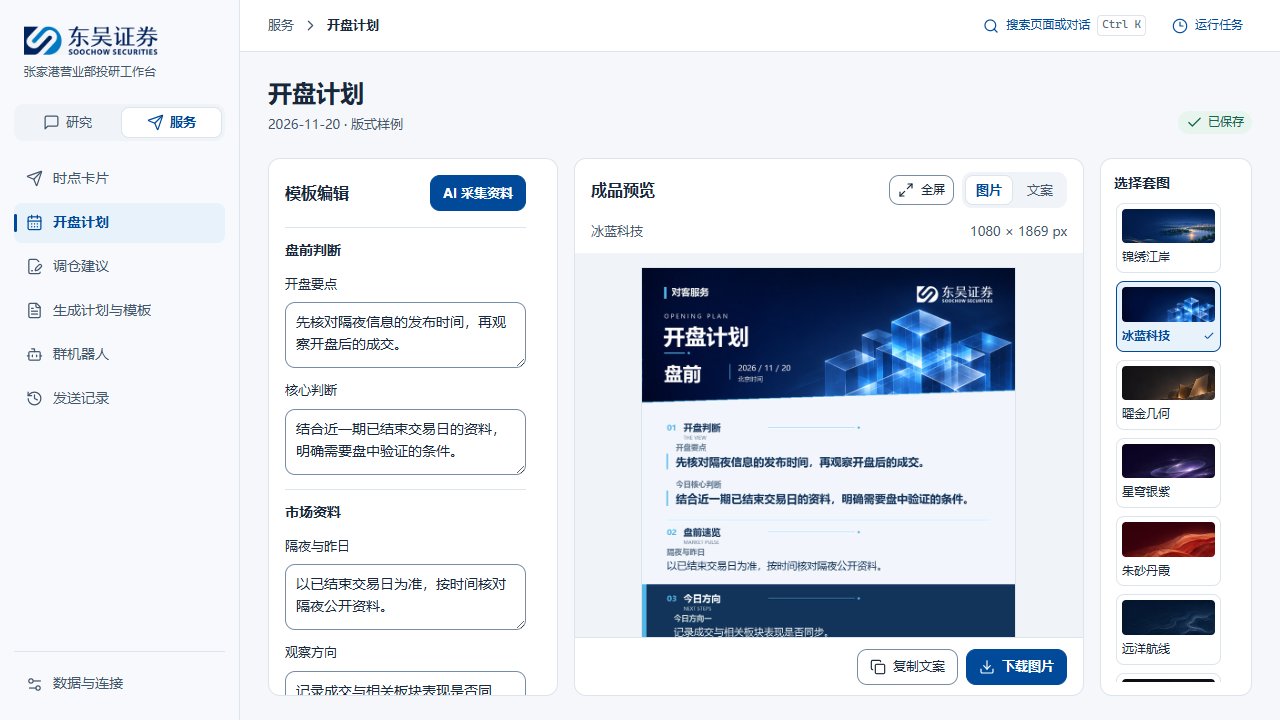 东吴证券
SOOCHOW SECURITIES
张家港营业部投研工作台
研究
服务
时点卡片
开盘计划
调仓建议
生成计划与模板
群机器人
发送记录
数据与连接
服务 > 开盘计划
搜索页面或对话 Ctrl K
运行任务
开盘计划
2026-11-20 · 版式样例
已保存
模板编辑
AI 采集资料
盘前判断
开盘要点
先核对隔夜信息的发布时间，再观
察开盘后的成交。
核心判断
结合近一期已结束交易日的资料，
明确需要盘中验证的条件。
市场资料
隔夜与昨日
以已结束交易日为准，按时间核对
隔夜公开资料。
观察方向
记录成交与相关板块表现是否同
成品预览
全屏
图片
文案
冰蓝科技
1080 × 1869 px
对客服务
东吴证券
SOOCHOW SECURITIES
OPENING PLAN
开盘计划
盘前
2026 / 11 / 20
北京时间
01 开盘判断
THE VIEW
开盘要点
先核对隔夜信息的发布时间，再观察开盘后的成交。
今日核心判断
结合近一期已结束交易日的资料，明确需要盘中验证的条件。
02 盘前速览
MARKET PULSE
隔夜与昨日
以已结束交易日为准，按时间核对隔夜公开资料。
03 今日方向
NEXT STEPS
今日方向一
记录成交与相关板块表现是否同步。
复制文案
下载图片
选择套图
锦绣江岸
冰蓝科技
曜金几何
星穹银紫
朱砂丹霞
远洋航线